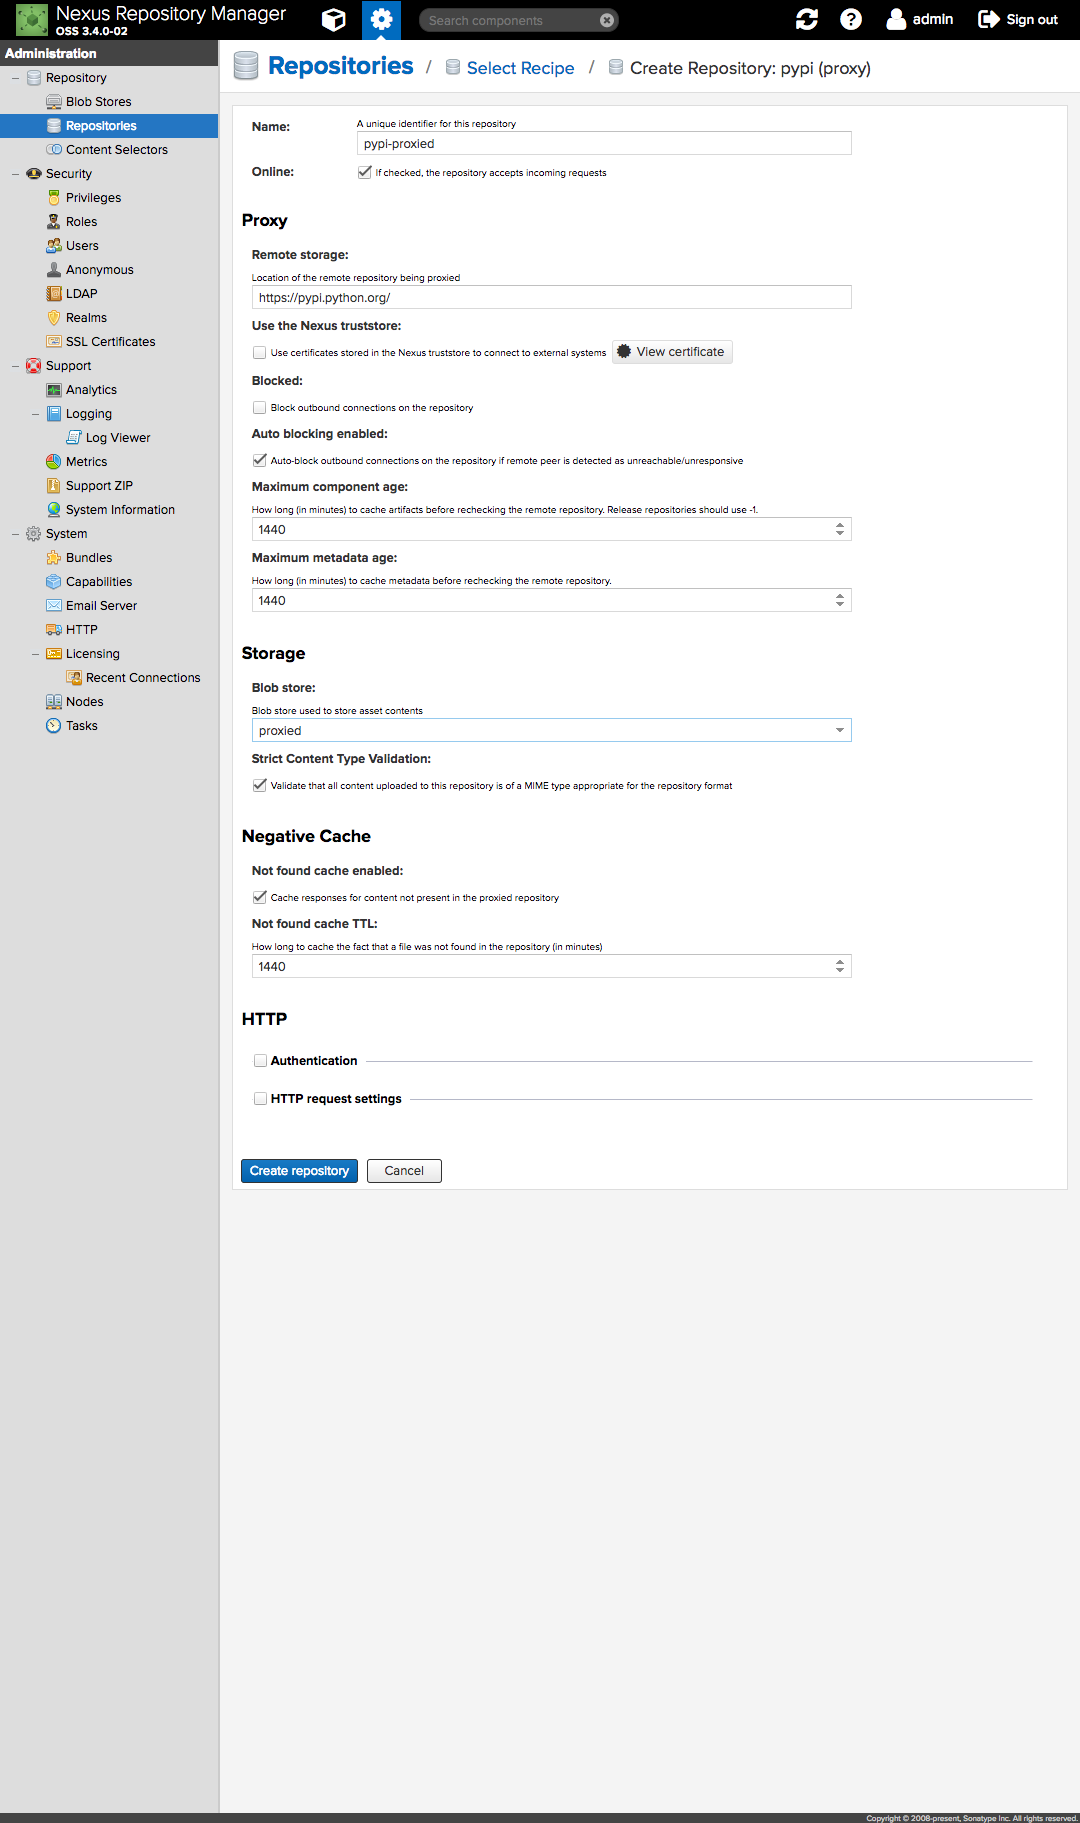 Nexus Repository Manager
OSS 3.4.0-02
Search components
admin
Sign out
Administration
Repository
Blob Stores
Repositories
Content Selectors
Security
Privileges
Roles
Users
Anonymous
LDAP
Realms
SSL Certificates
Support
Analytics
Logging
Log Viewer
Metrics
Support ZIP
System Information
System
Bundles
Capabilities
Email Server
HTTP
Licensing
Recent Connections
Nodes
Tasks
Repositories / Select Recipe / Create Repository: pypi (proxy)
Name:
A unique identifier for this repository
pypi-proxied
Online:
If checked, the repository accepts incoming requests
Proxy
Remote storage:
Location of the remote repository being proxied
https://pypi.python.org/
Use the Nexus truststore:
Use certificates stored in the Nexus truststore to connect to external systems
View certificate
Blocked:
Block outbound connections on the repository
Auto blocking enabled:
Auto-block outbound connections on the repository if remote peer is detected as unreachable/unresponsive
Maximum component age:
How long (in minutes) to cache artifacts before rechecking the remote repository. Release repositories should use -1.
1440
Maximum metadata age:
How long (in minutes) to cache metadata before rechecking the remote repository.
1440
Storage
Blob store:
Blob store used to store asset contents
proxied
Strict Content Type Validation:
Validate that all content uploaded to this repository is of a MIME type appropriate for the repository format
Negative Cache
Not found cache enabled:
Cache responses for content not present in the proxied repository
Not found cache TTL:
How long to cache the fact that a file was not found in the repository (in minutes)
1440
HTTP
Authentication
HTTP request settings
Create repository
Cancel
Copyright © 2008-present, Sonatype Inc. All rights reserved.